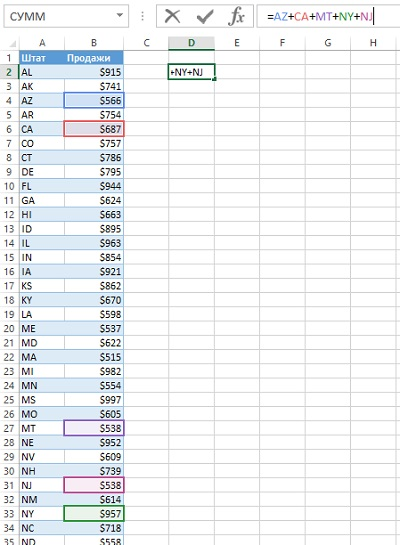 СУММ =AZ+CA+MT+NY+NJ
A B C D E F G H
1 Штат Продажи
2 AL $915 +NY+NJ
3 AK $741
4 AZ $566
5 AR $754
6 CA $687
7 CO $757
8 CT $786
9 DE $795
10 FL $944
11 GA $624
12 HI $663
13 ID $895
14 IL $963
15 IN $854
16 IA $921
17 KS $862
18 KY $670
19 LA $598
20 ME $537
21 MD $622
22 MA $515
23 MI $982
24 MN $554
25 MS $997
26 MO $605
27 MT $538
28 NE $952
29 NV $609
30 NH $739
31 NJ $538
32 NM $614
33 NY $957
34 NC $718
35 ND $558